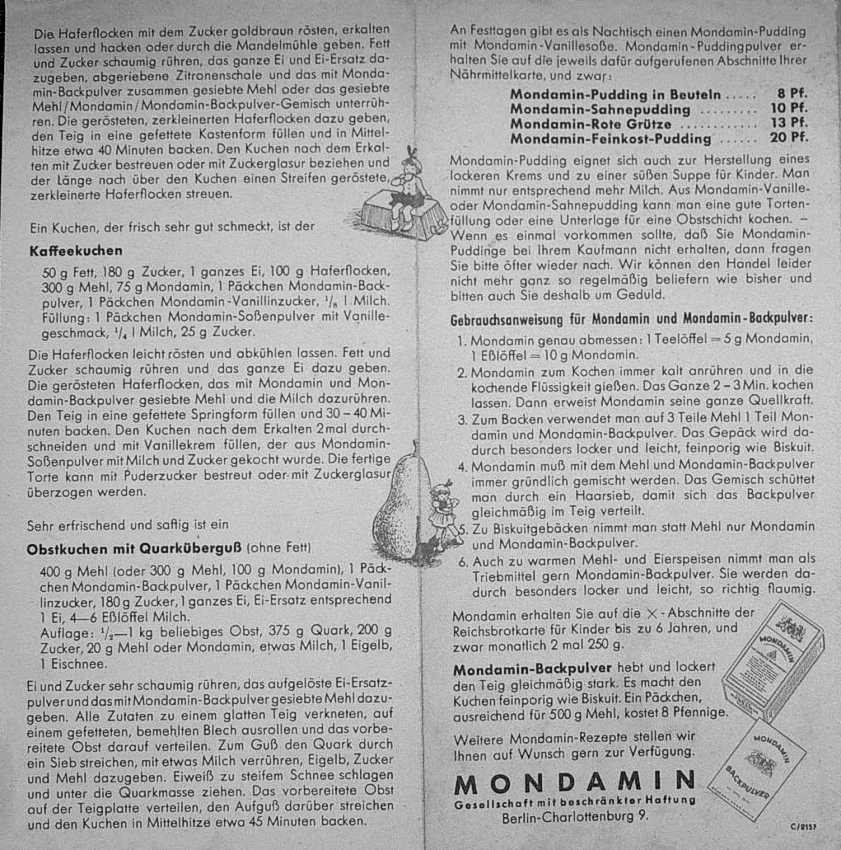 Die Haferflocken mit dem Zucker goldbraun rösten, erkalten
lassen und hacken oder durch die Mandelmühle geben. Fett
und Zucker schaumig rühren, das ganze Ei und Ei-Ersatz da-
zugeben, abgeriebene Zitronenschale und das mit Monda-
min-Backpulver zusammen gesiebte Mehl oder das gesiebte
Mehl/Mondamin/Mondamin-Backpulver-Gemisch unterrüh-
ren. Die gerösteten, zerkleinerten Haferflocken dazu geben,
den Teig in eine gefettete Kastenform füllen und in Mittel-
hitze etwa 40 Minuten backen. Den Kuchen nach dem Erkal-
ten mit Zucker bestreuen oder mit Zuckerglasur beziehen und
der Länge nach über den Kuchen einen Streifen geröstete,
zerkleinerte Haferflocken streuen.
Ein Kuchen, der frisch sehr gut schmeckt, ist der
Kaffeekuchen
50 g Fett, 180 g Zucker, 1 ganzes Ei, 100 g Haferflocken,
300 g Mehl, 75 g Mondamin, 1 Päckchen Mondamin-Back-
pulver, 1 Päckchen Mondamin-Vanillinzucker, 1/8 l Milch.
Füllung: 1 Päckchen Mondamin-Soßenpulver mit Vanille-
geschmack, 1/4 l Milch, 25 g Zucker.
Die Haferflocken leicht rösten und abkühlen lassen. Fett und
Zucker schaumig rühren und das ganze Ei dazu geben.
Die gerösteten Haferflocken, das mit Mondamin und Mon-
damin-Backpulver gesiebte Mehl und die Milch dazurühren.
Den Teig in eine gefettete Springform füllen und 30 – 40 Mi-
nuten backen. Den Kuchen nach dem Erkalten 2mal durch-
schneiden und mit Vanillekrem füllen, der aus Mondamin-
Soßenpulver mit Milch und Zucker gekocht wurde. Die fertige
Torte kann mit Puderzucker bestreut oder mit Zuckerglasur
überzogen werden.
Sehr erfrischend und saftig ist ein
Obstkuchen mit Quarküberguß (ohne Fett)
400 g Mehl (oder 300 g Mehl, 100 g Mondamin), 1 Päck-
chen Mondamin-Backpulver, 1 Päckchen Mondamin-Vanil-
linzucker, 180 g Zucker, 1 ganzes Ei, Ei-Ersatz entsprechend
1 Ei, 4—6 Eßlöffel Milch.
Auflage: 1/2—1 kg beliebiges Obst, 375 g Quark, 200 g
Zucker, 20 g Mehl oder Mondamin, etwas Milch, 1 Eigelb,
1 Eischnee.
Ei und Zucker sehr schaumig rühren, das aufgelöste Ei-Ersatz-
pulver und das mit Mondamin-Backpulver gesiebte Mehl dazu-
geben. Alle Zutaten zu einem glatten Teig verkneten, auf
einem gefetteten, bemehlten Blech ausrollen und das vorbe-
reitete Obst darauf verteilen. Zum Guß den Quark durch
ein Sieb streichen, mit etwas Milch verrühren, Eigelb, Zucker
und Mehl dazugeben. Eiweiß zu steifem Schnee schlagen
und unter die Quarkmasse ziehen. Das vorbereitete Obst
auf der Teigplatte verteilen, den Aufguß darüber streichen
und den Kuchen in Mittelhitze etwa 45 Minuten backen.
An Festtagen gibt es als Nachtisch einen Mondamin-Pudding
mit Mondamin-Vanillesoße. Mondamin-Puddingpulver er-
halten Sie auf die jeweils dafür aufgerufenen Abschnitte Ihrer
Nährmittelkarte, und zwar:
Mondamin-Pudding in Beuteln ..... 8 Pf.
Mondamin-Sahnepudding ......... 10 Pf.
Mondamin-Rote Grütze ............ 13 Pf.
Mondamin-Feinkost-Pudding ...... 20 Pf.
Mondamin-Pudding eignet sich auch zur Herstellung eines
lockeren Krems und zu einer süßen Suppe für Kinder. Man
nimmt nur entsprechend mehr Milch. Aus Mondamin-Vanille-
oder Mondamin-Sahnepudding kann man eine gute Torten-
füllung oder eine Unterlage für eine Obstschicht kochen. –
Wenn es einmal vorkommen sollte, daß Sie Mondamin-
Puddinge bei Ihrem Kaufmann nicht erhalten, dann fragen
Sie bitte öfter wieder nach. Wir können den Handel leider
nicht mehr ganz so regelmäßig beliefern wie bisher und
bitten auch Sie deshalb um Geduld.
Gebrauchsanweisung für Mondamin und Mondamin-Backpulver:
1. Mondamin genau abmessen: 1 Teelöffel = 5 g Mondamin,
1 Eßlöffel = 10 g Mondamin.
2. Mondamin zum Kochen immer kalt anrühren und in die
kochende Flüssigkeit gießen. Das Ganze 2 – 3 Min. kochen
lassen. Dann erweist Mondamin seine ganze Quellkraft.
3. Zum Backen verwendet man auf 3 Teile Mehl 1 Teil Mon-
damin und Mondamin-Backpulver. Das Gepäck wird da-
durch besonders locker und leicht, feinporig wie Biskuit.
4. Mondamin muß mit dem Mehl und Mondamin-Backpulver
immer gründlich gemischt werden. Das Gemisch schüttet
man durch ein Haarsieb, damit sich das Backpulver
gleichmäßig im Teig verteilt.
5. Zu Biskuitgebäcken nimmt man statt Mehl nur Mondamin
und Mondamin-Backpulver.
6. Auch zu warmen Mehl- und Eierspeisen nimmt man als
Triebmittel gern Mondamin-Backpulver. Sie werden da-
durch besonders locker und leicht, so richtig flaumig.
Mondamin erhalten Sie auf die X-Abschnitte der
Reichsbrotkarte für Kinder bis zu 6 Jahren, und
zwar monatlich 2 mal 250 g.
Mondamin-Backpulver hebt und lockert
den Teig gleichmäßig stark. Es macht den
Kuchen feinporig wie Biskuit. Ein Päckchen,
ausreichend für 500 g Mehl, kostet 8 Pfennige.
Weitere Mondamin-Rezepte stellen wir
Ihnen auf Wunsch gern zur Verfügung.
MONDAMIN
Gesellschaft mit beschränkter Haftung
Berlin-Charlottenburg 9.
MONDAMIN
MONDAMIN
BACKPULVER
C/8157